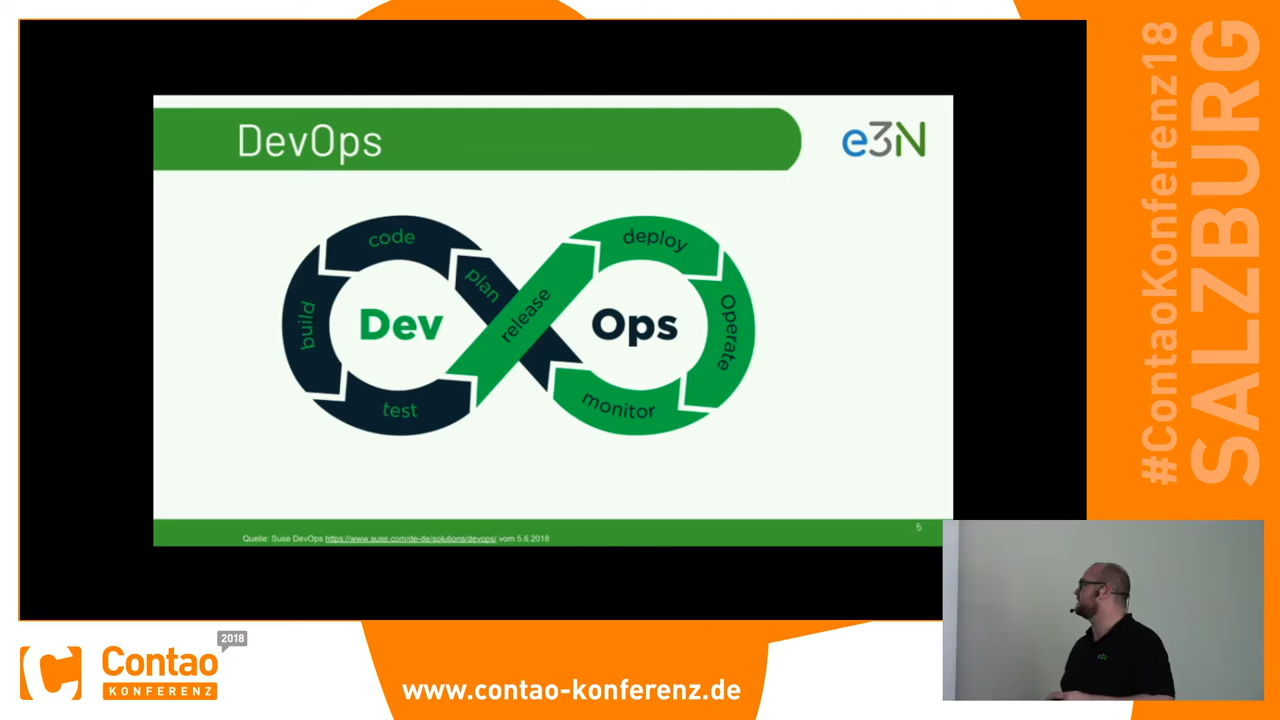 DevOps
e3N
code
deploy
plan
release
build
Dev
Ops
Operate
test
monitor
5
Quelle: Suse DevOps https://www.suse.com/de-de/solutions/devops/ vom 5.6.2018
#ContaoKonferenz18
SALZBURG
2018
Contao
KONFERENZ
www.contao-konferenz.de